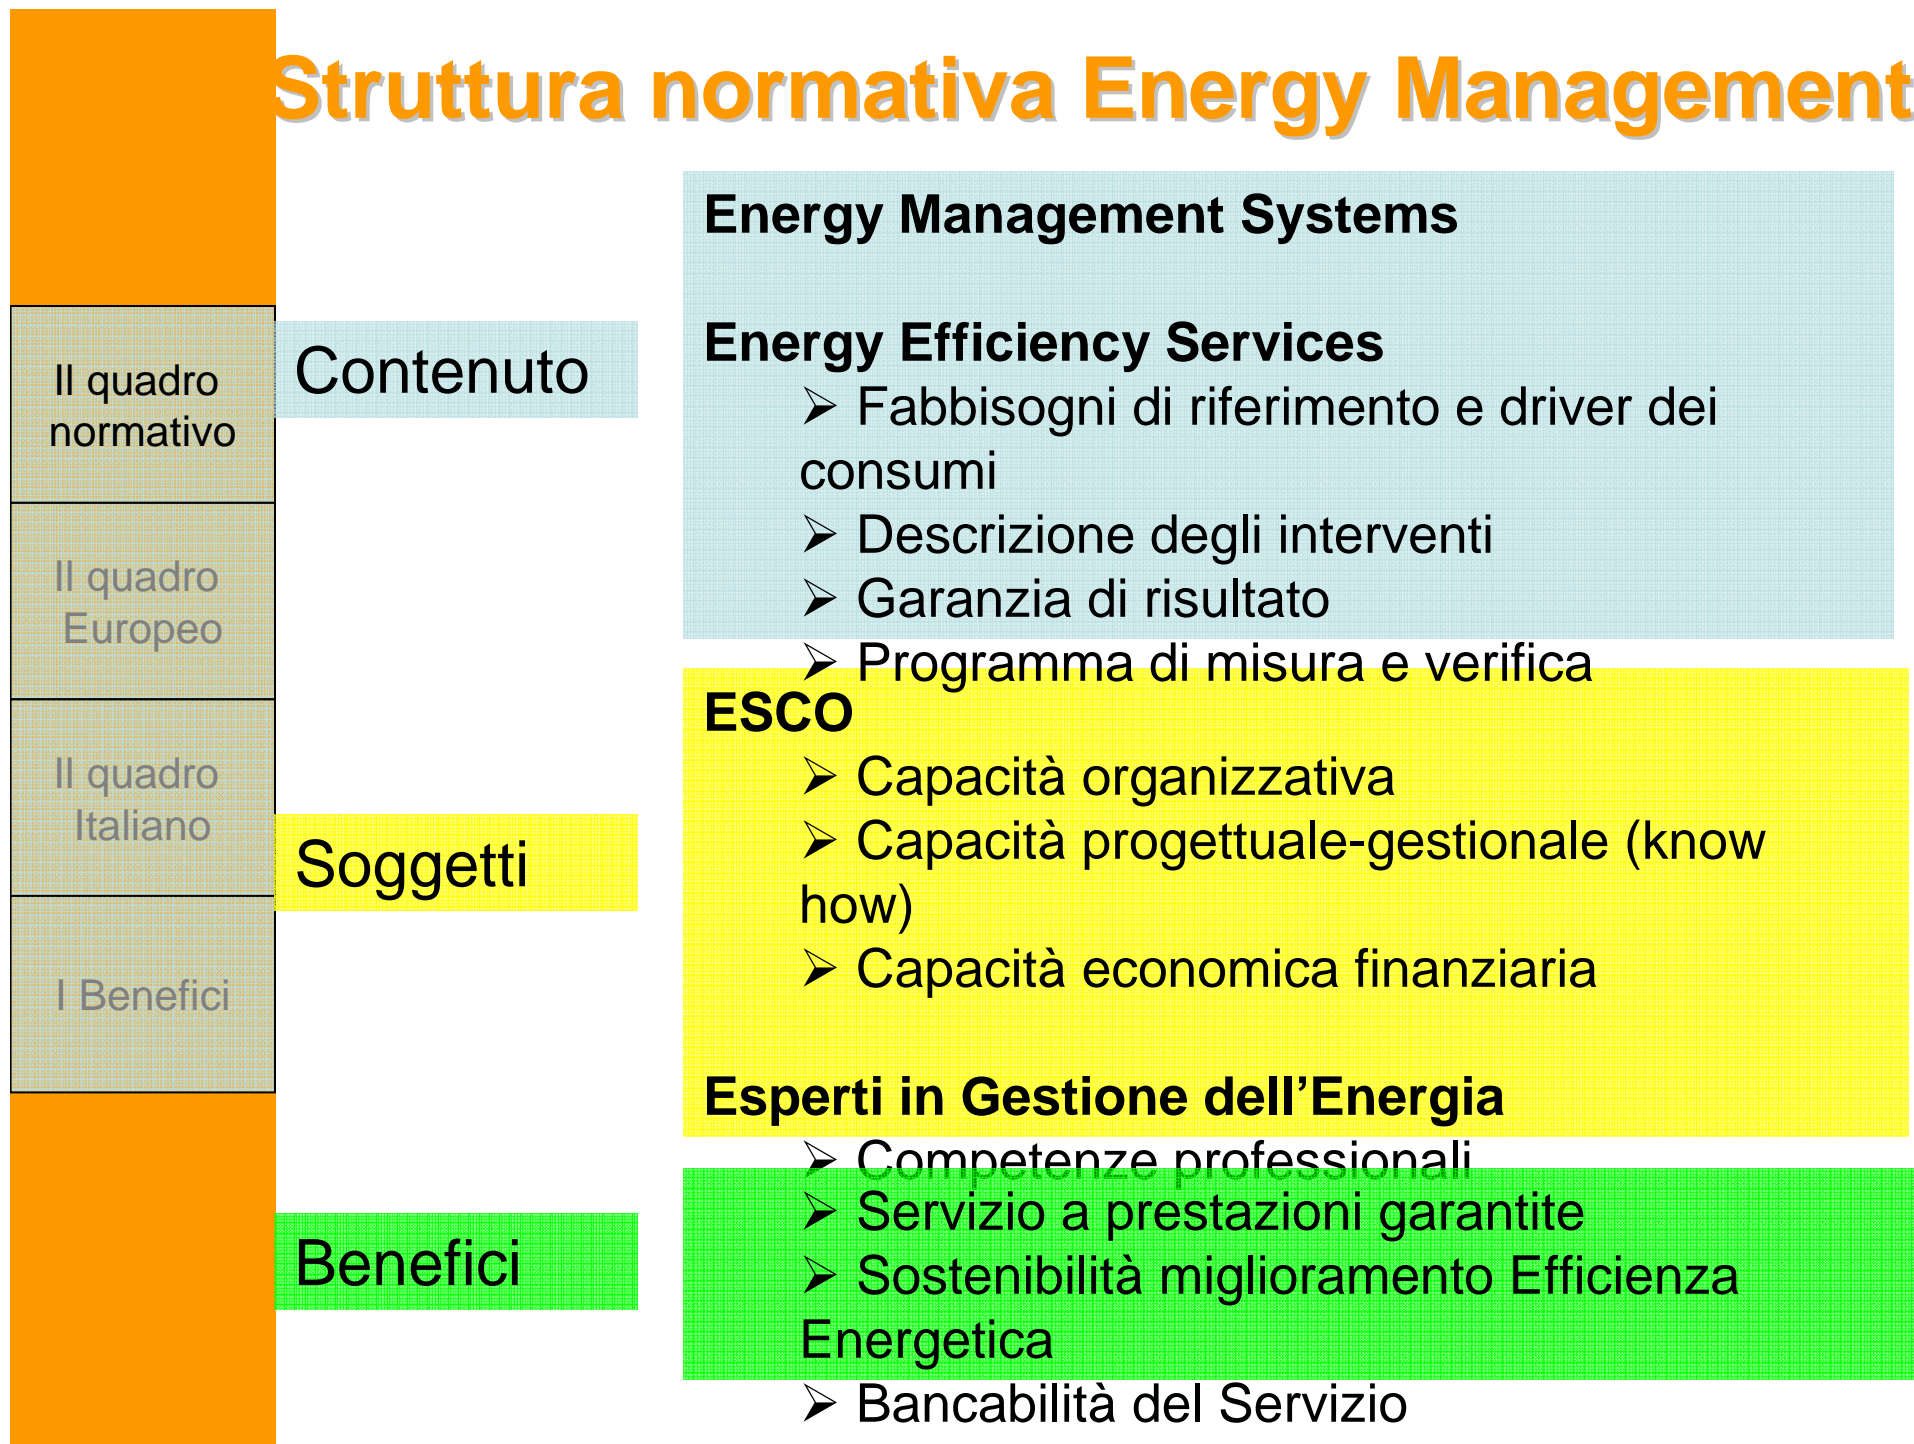 Struttura normativa Energy Management
Il quadro
normativo
Il quadro
Europeo
Il quadro
Italiano
I Benefici
Contenuto
Energy Management Systems
Energy Efficiency Services
➢ Fabbisogni di riferimento e driver dei
consumi
➢ Descrizione degli interventi
➢ Garanzia di risultato
➢ Programma di misura e verifica
Soggetti
ESCO
➢ Capacità organizzativa
➢ Capacità progettuale-gestionale (know
how)
➢ Capacità economica finanziaria
Esperti in Gestione dell’Energia
➢ Competenze professionali
Benefici
➢ Servizio a prestazioni garantite
➢ Sostenibilità miglioramento Efficienza
Energetica
➢ Bancabilità del Servizio